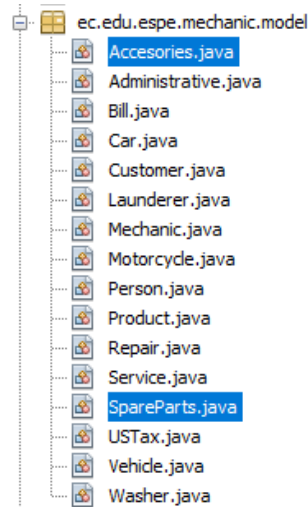 ec.edu.espe.mechanic.model
Accesories.java
Administrative.java
Bill.java
Car.java
Customer.java
Launderer.java
Mechanic.java
Motorcycle.java
Person.java
Product.java
Repair.java
Service.java
SpareParts.java
USTax.java
Vehicle.java
Washer.java